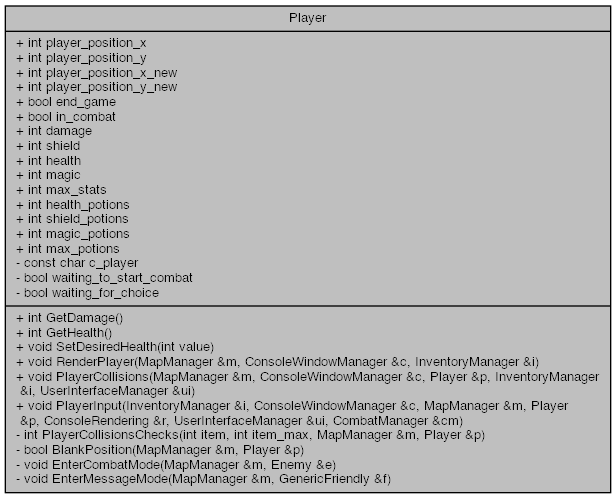 Player
+ int player_position_x
+ int player_position_y
+ int player_position_x_new
+ int player_position_y_new
+ bool end_game
+ bool in_combat
+ int damage
+ int shield
+ int health
+ int magic
+ int max_stats
+ int health_potions
+ int shield_potions
+ int magic_potions
+ int max_potions
- const char c_player
- bool waiting_to_start_combat
- bool waiting_for_choice
+ int GetDamage()
+ int GetHealth()
+ void SetDesiredHealth(int value)
+ void RenderPlayer(MapManager &m, ConsoleWindowManager &c, InventoryManager &i)
+ void PlayerCollisions(MapManager &m, ConsoleWindowManager &c, Player &p, InventoryManager
&i, UserInterfaceManager &ui)
+ void PlayerInput(InventoryManager &i, ConsoleWindowManager &c, MapManager &m, Player
&p, ConsoleRendering &r, UserInterfaceManager &ui, CombatManager &cm)
- int PlayerCollisionsChecks(int item, int item_max, MapManager &m, Player &p)
- bool BlankPosition(MapManager &m, Player &p)
- void EnterCombatMode(MapManager &m, Enemy &e)
- void EnterMessageMode(MapManager &m, GenericFriendly &f)